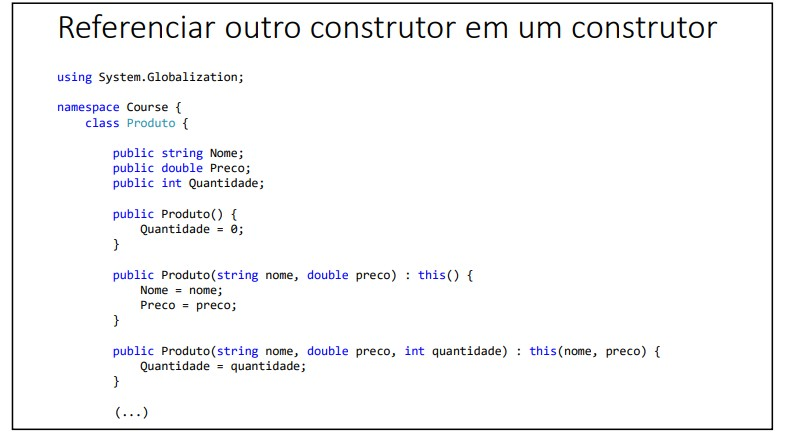 Referenciar outro construtor em um construtor
using System.Globalization;
namespace Course {
class Produto {
public string Nome;
public double Preco;
public int Quantidade;
public Produto() {
Quantidade = 0;
}
public Produto(string nome, double preco) : this() {
Nome = nome;
Preco = preco;
}
public Produto(string nome, double preco, int quantidade) : this(nome, preco) {
Quantidade = quantidade;
}
(...)